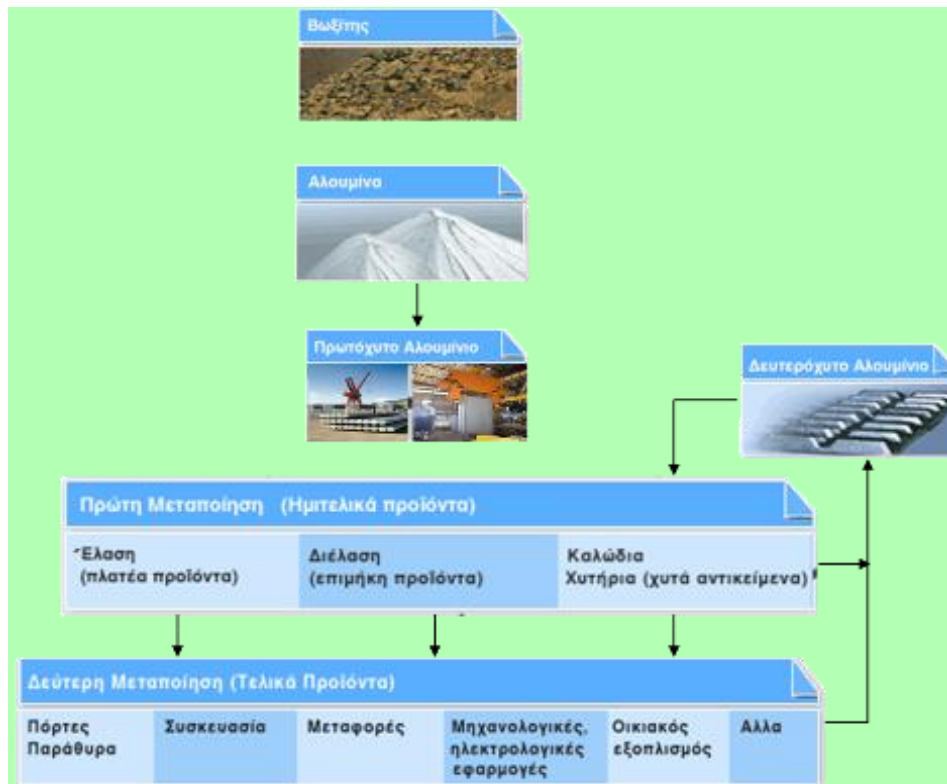 Βωξίτης
Αλουμίνα
Πρωτόχυτο Αλουμίνιο
Δευτερόχυτο Αλουμίνιο
Πρώτη Μεταποίηση (Ημιτελικά προϊόντα)
Έλαση
(πλατέα προϊόντα)
Διέλαση
(επιμήκη προϊόντα)
Καλώδια
Χυτήρια (χυτά αντικείμενα)
Δεύτερη Μεταποίηση (Τελικά Προϊόντα)
Πόρτες
Παράθυρα
Συσκευασία
Μεταφορές
Μηχανολογικές,
ηλεκτρολογικές
εφαρμογές
Οικιακός
εξοπλισμός
Αλλα